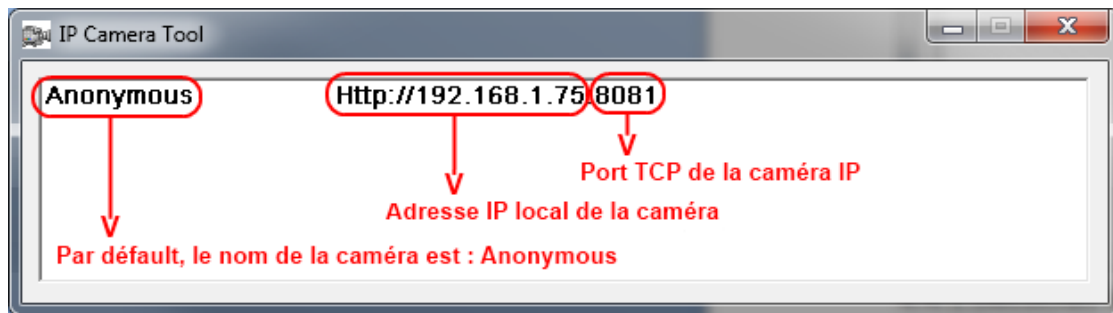 IP Camera Tool
Anonymous Http://192.168.1.75:8081
Port TCP de la caméra IP
Adresse IP local de la caméra
Par défault, le nom de la caméra est : Anonymous